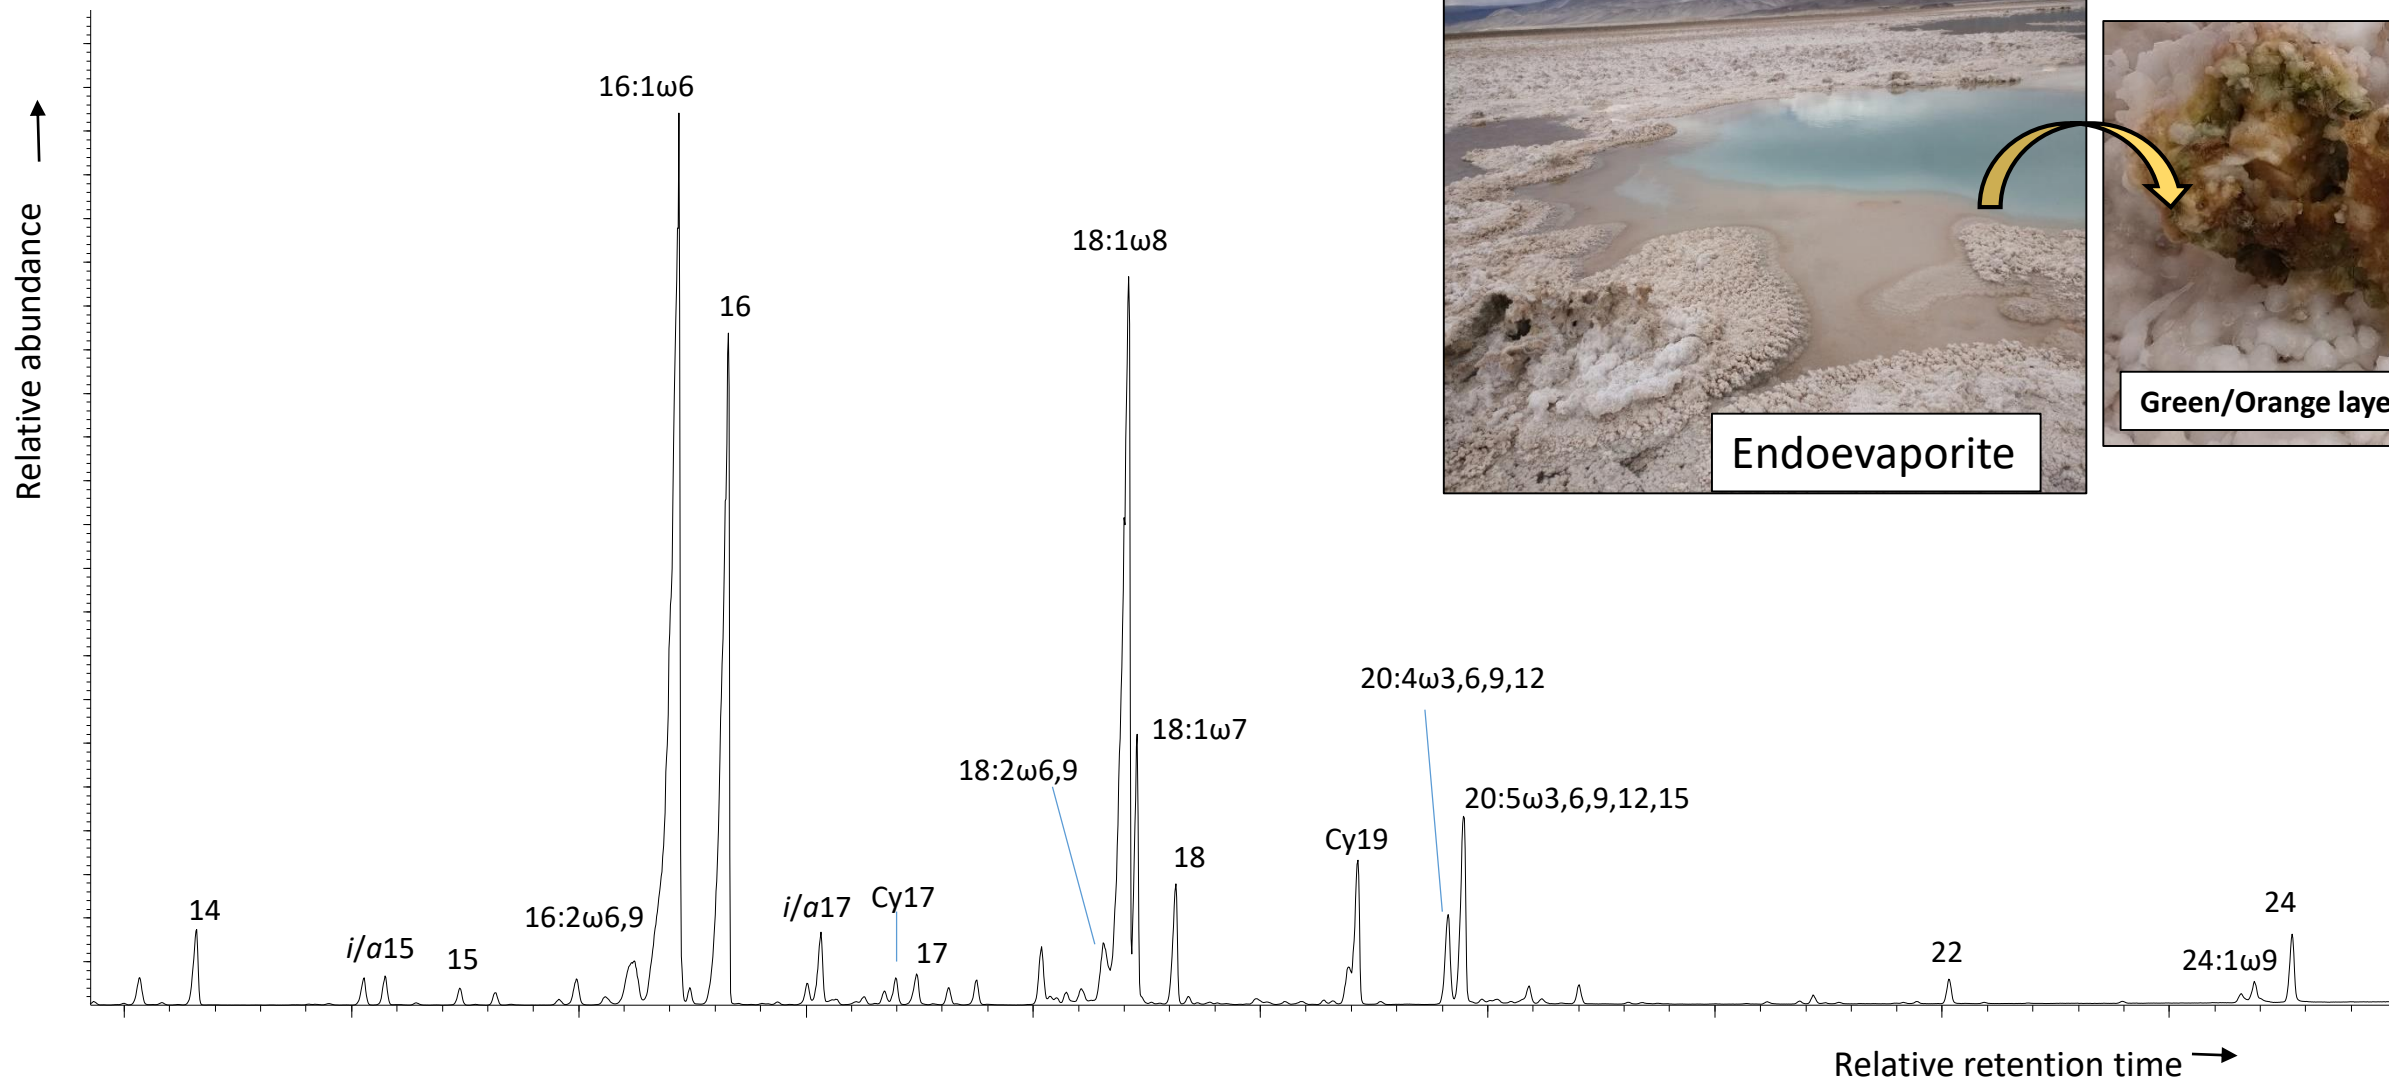 16:1ω6
16
18:1ω8
Relative abundance
Endoevaporite
Green/Orange laye
20:4ω3,6,9,12
18:1ω7
18:2ω6,9
20:5ω3,6,9,12,15
Cy19
18
14
16:2ω6,9
i/a17
Cy17
i/a15
15
17
22
24:1ω9
24
Relative retention time